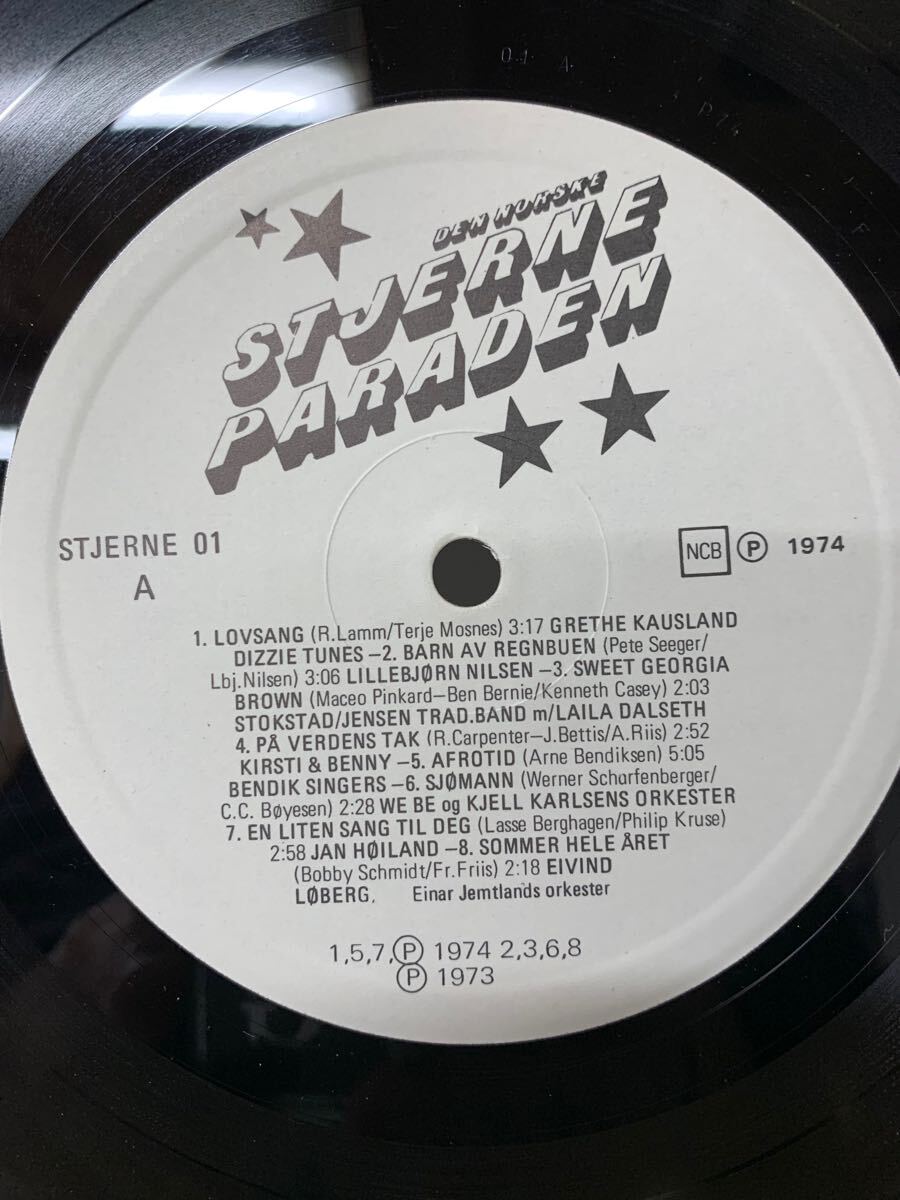 01 A
DEN NORSKE
STJERNE
PARADEN
STJERNE 01
A
NCB Ⓟ 1974
1. LOVSANG (R.Lamm/Terje Mosnes) 3:17 GRETHE KAUSLAND
DIZZIE TUNES –2. BARN AV REGNBUEN (Pete Seeger/
Lbj.Nilsen) 3:06 LILLEBJØRN NILSEN –3. SWEET GEORGIA
BROWN (Maceo Pinkard–Ben Bernie/Kenneth Casey) 2:03
STOKSTAD/JENSEN TRAD.BAND m/LAILA DALSETH
4. PÅ VERDENS TAK (R.Carpenter–J.Bettis/A.Riis) 2:52
KIRSTI & BENNY –5. AFROTID (Arne Bendiksen) 5:05
BENDIK SINGERS –6. SJØMANN (Werner Scharfenberger/
C.C. Bøyesen) 2:28 WE BE og KJELL KARLSENS ORKESTER
7. EN LITEN SANG TIL DEG (Lasse Berghagen/Philip Kruse)
2:58 JAN HØILAND –8. SOMMER HELE ÅRET
(Bobby Schmidt/Fr.Friis) 2:18 EIVIND
LØBERG. Einar Jemtlands orkester
1,5,7,Ⓟ 1974 2,3,6,8
Ⓟ 1973